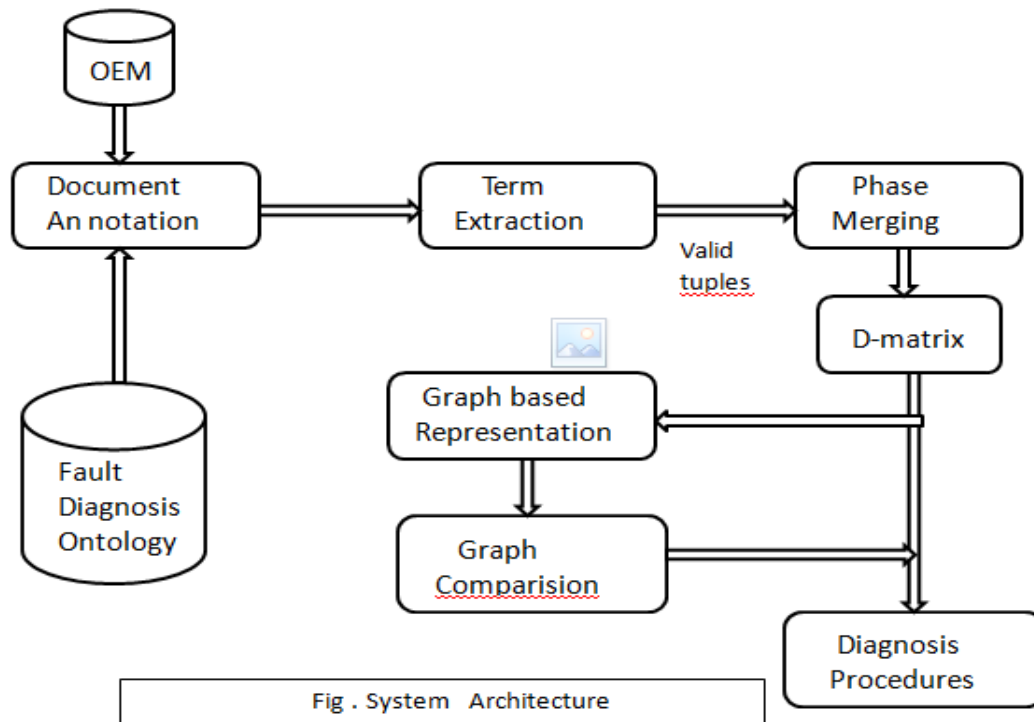 OEM
Document
An notation
Term
Extraction
Phase
Merging
Valid
tuples
D-matrix
Graph based
Representation
Fault
Diagnosis
Ontology
Graph
Comparision
Diagnosis
Procedures
Fig . System Architecture